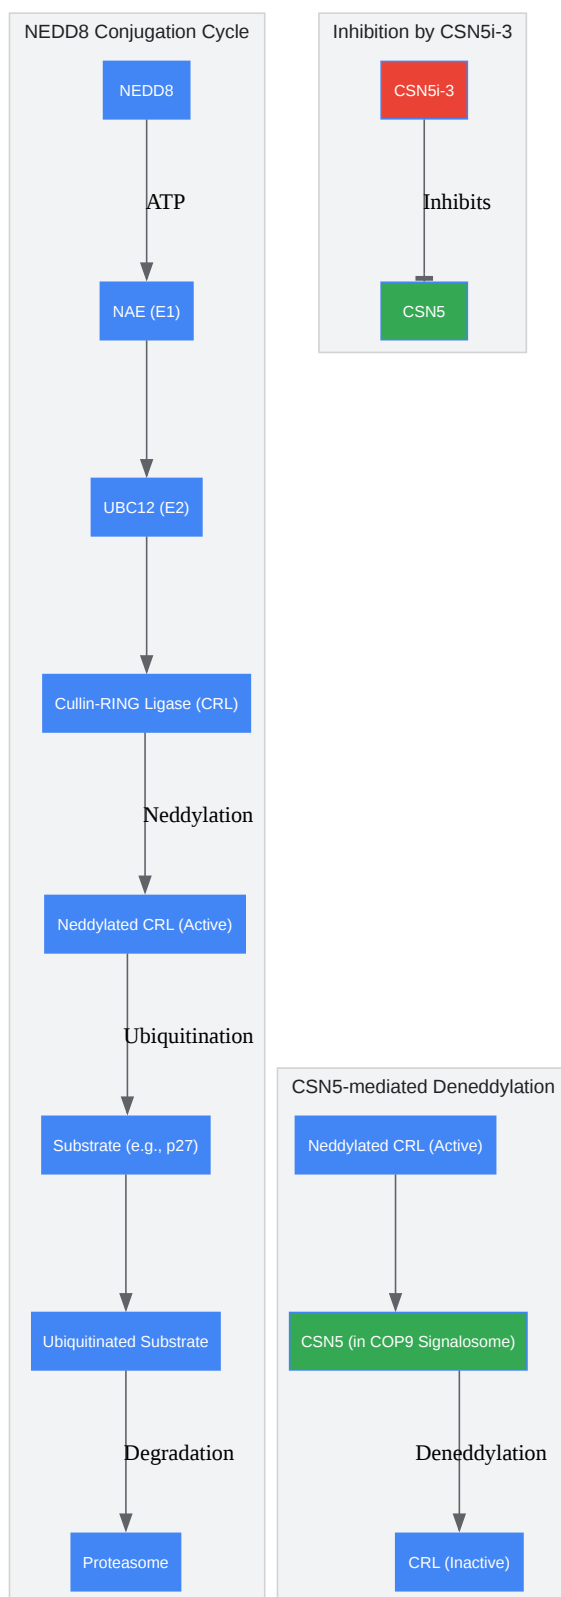 NEDD8 Conjugation Cycle
NEDD8
ATP
NAE (E1)
UBC12 (E2)
Cullin-RING Ligase (CRL)
Neddylation
Neddylated CRL (Active)
Ubiquitination
Substrate (e.g., p27)
Ubiquitinated Substrate
Degradation
Proteasome
Inhibition by CSN5i-3
CSN5i-3
Inhibits
CSN5
CSN5-mediated Deneddylation
Neddylated CRL (Active)
CSN5 (in COP9 Signalosome)
Deneddylation
CRL (Inactive)